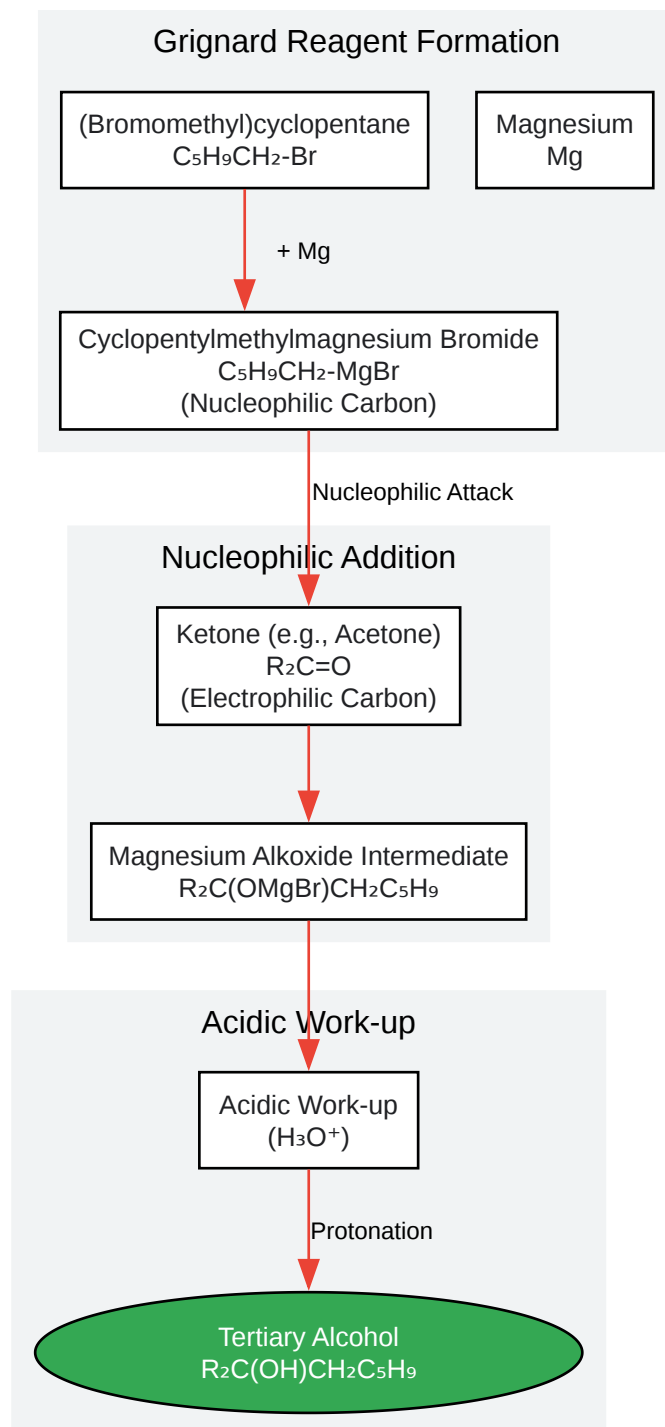 Grignard Reagent Formation
(Bromomethyl)cyclopentane
C₅H₉CH₂-Br
Magnesium
Mg
+ Mg
Cyclopentylmethylmagnesium Bromide
C₅H₉CH₂-MgBr
(Nucleophilic Carbon)
Nucleophilic Attack
Nucleophilic Addition
Ketone (e.g., Acetone)
R₂C=O
(Electrophilic Carbon)
Magnesium Alkoxide Intermediate
R₂C(OMgBr)CH₂C₅H₉
Acidic Work-up
Acidic Work-up
(H₃O⁺)
Protonation
Tertiary Alcohol
R₂C(OH)CH₂C₅H₉